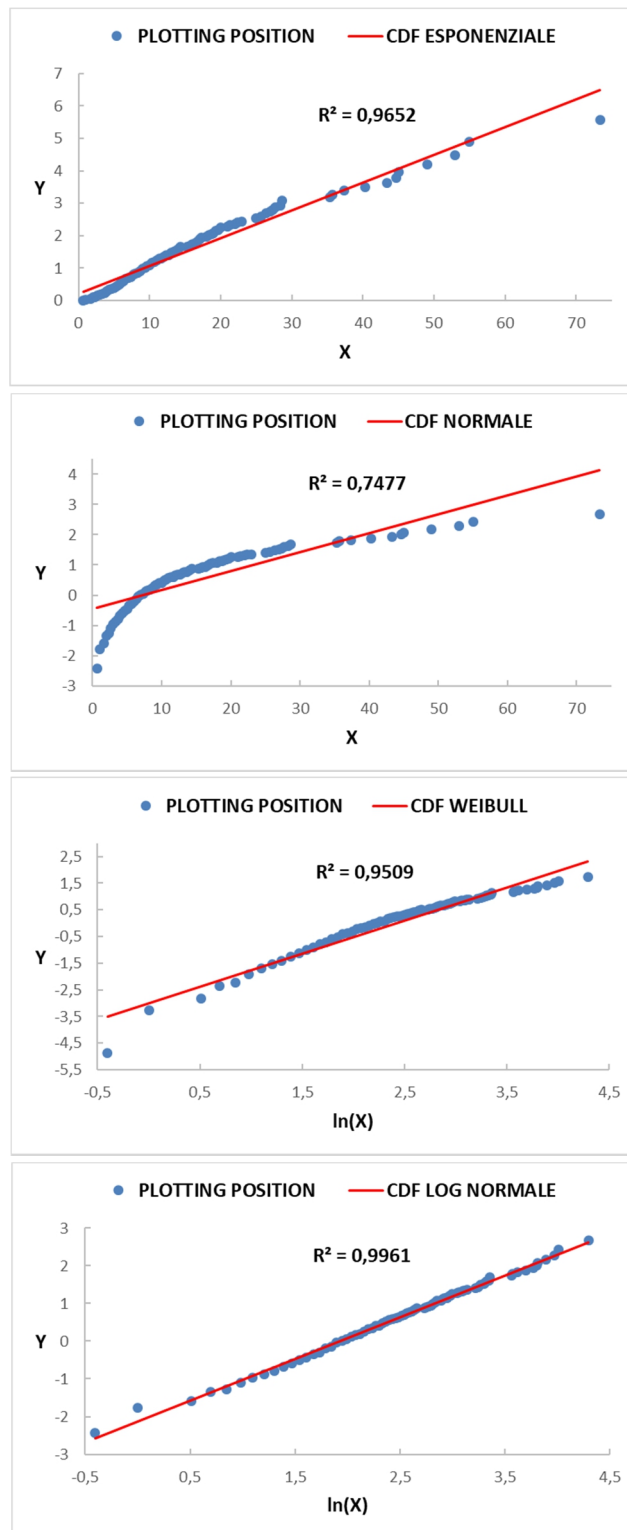 PLOTTING POSITION CDF ESPONENZIALE
7
6
R² = 0,9652
5
Y
4
3
2
1
0
0 10 20 30 40 50 60 70
X
PLOTTING POSITION CDF NORMALE
4
R² = 0,7477
3
2
Y
1
0
-1
-2
-3
0 10 20 30 40 50 60 70
X
PLOTTING POSITION CDF WEIBULL
2,5
R² = 0,9509
1,5
0,5
-0,5
Y
-1,5
-2,5
-3,5
-4,5
-5,5
-0,5 0,5 1,5 2,5 3,5 4,5
ln(X)
PLOTTING POSITION CDF LOG NORMALE
3
R² = 0,9961
2
1
Y
0
-1
-2
-3
-0,5 0,5 1,5 2,5 3,5 4,5
ln(X)